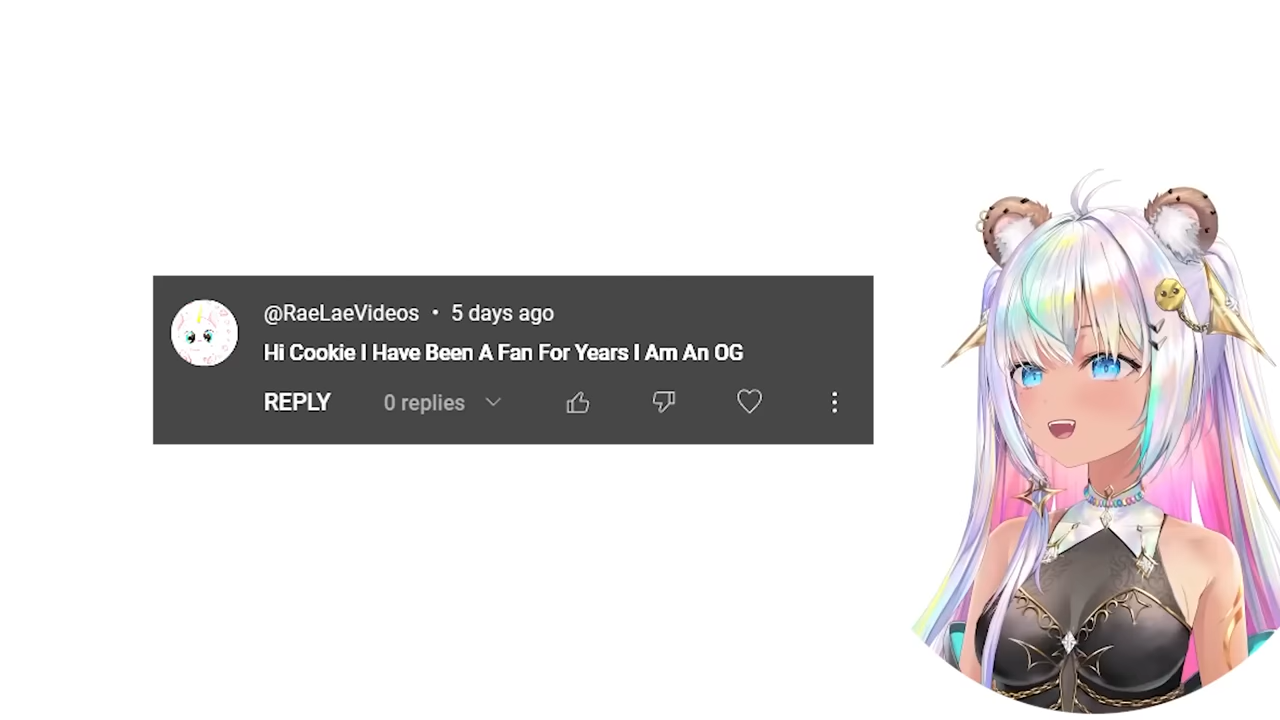 @RaeLaeVideos • 5 days ago
Hi Cookie I Have Been A Fan For Years I Am An OG
REPLY 0 replies